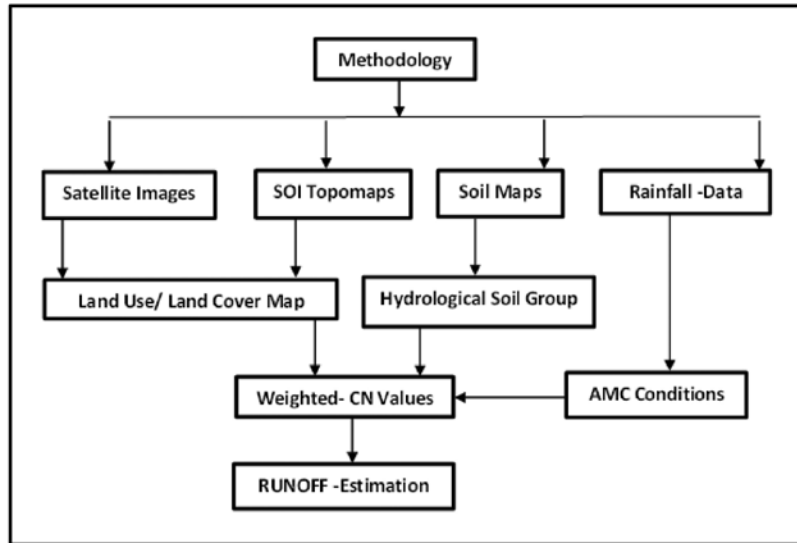 Methodology
Satellite Images
SOI Topomaps
Soil Maps
Rainfall -Data
Land Use/ Land Cover Map
Hydrological Soil Group
Weighted- CN Values
AMC Conditions
RUNOFF -Estimation